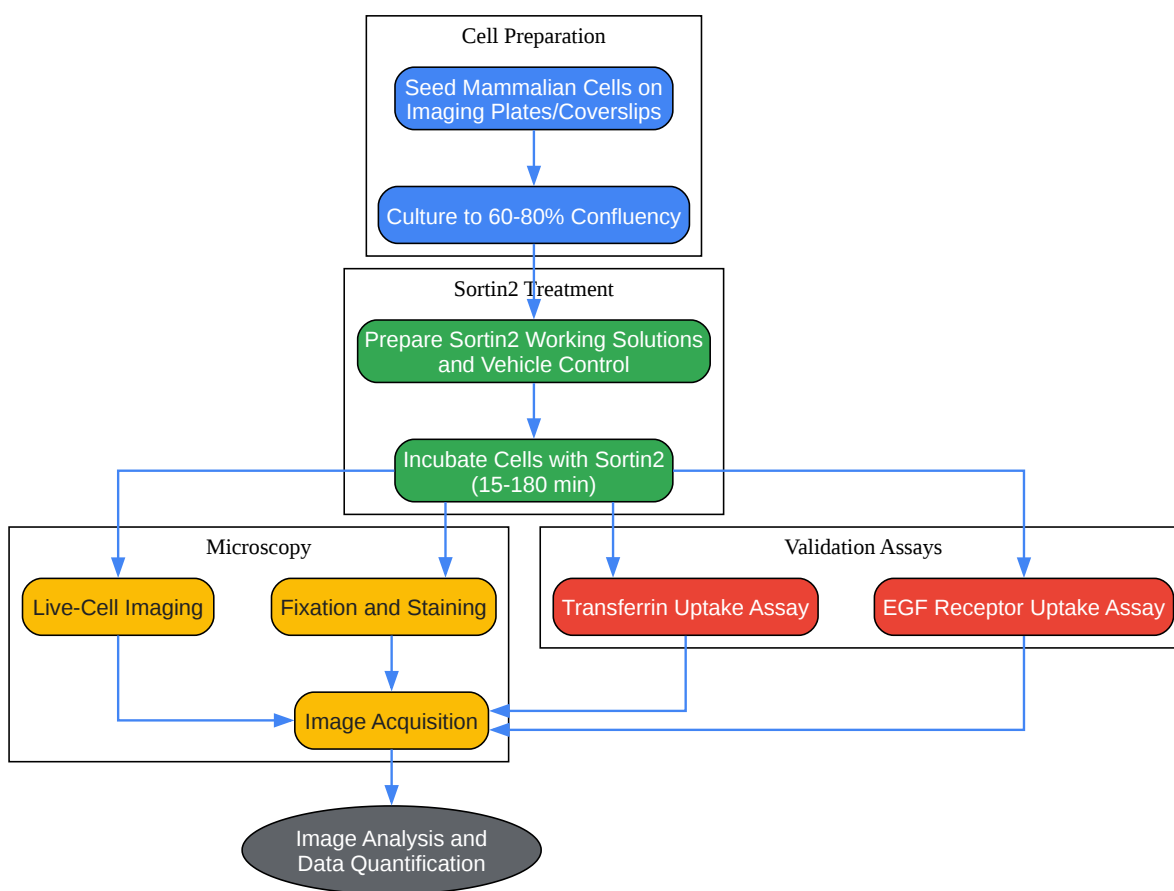 Cell Preparation
Seed Mammalian Cells on
Imaging Plates/Coverslips
Culture to 60-80% Confluency
Sortin2 Treatment
Prepare Sortin2 Working Solutions
and Vehicle Control
Incubate Cells with Sortin2
(15-180 min)
Microscopy
Validation Assays
Live-Cell Imaging
Fixation and Staining
Transferrin Uptake Assay
EGF Receptor Uptake Assay
Image Acquisition
Image Analysis and
Data Quantification